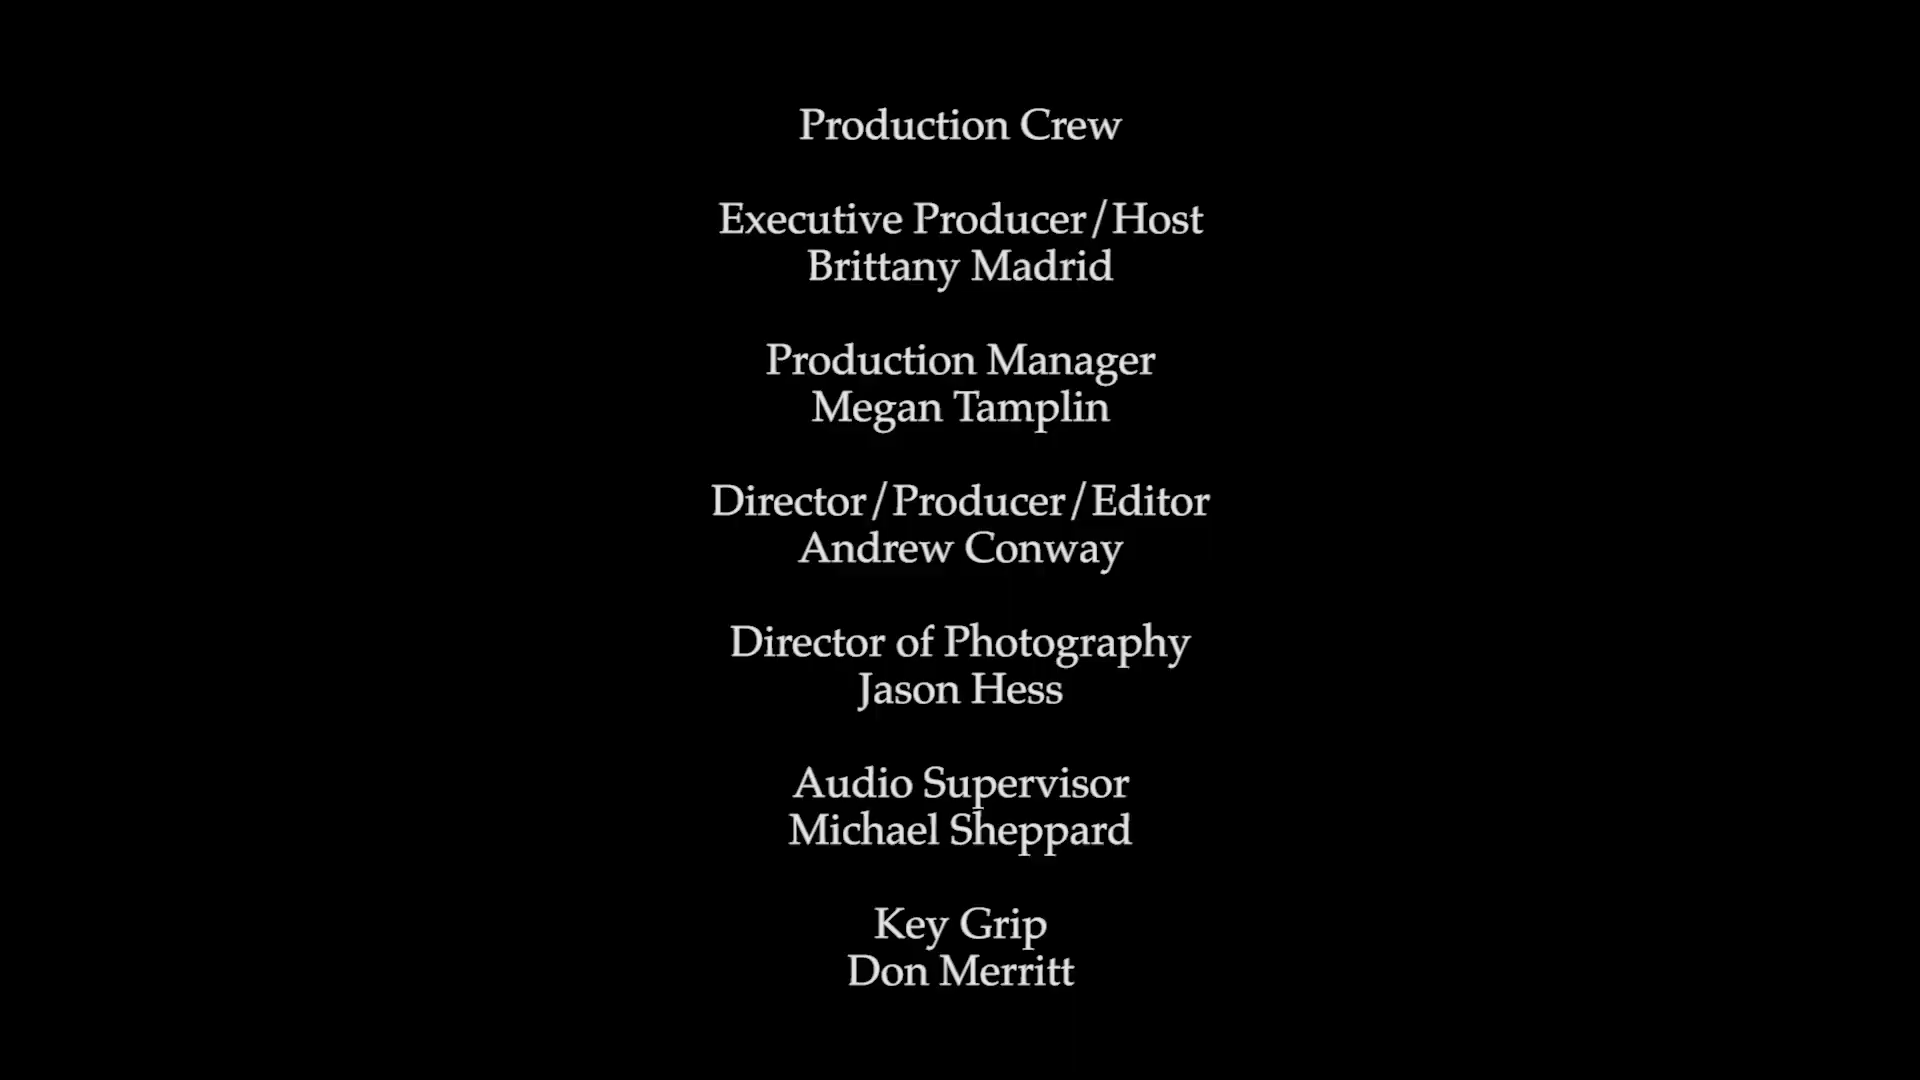 Production Crew
Executive Producer/Host
Brittany Madrid
Production Manager
Megan Tamplin
Director/Producer/Editor
Andrew Conway
Director of Photography
Jason Hess
Audio Supervisor
Michael Sheppard
Key Grip
Don Merritt